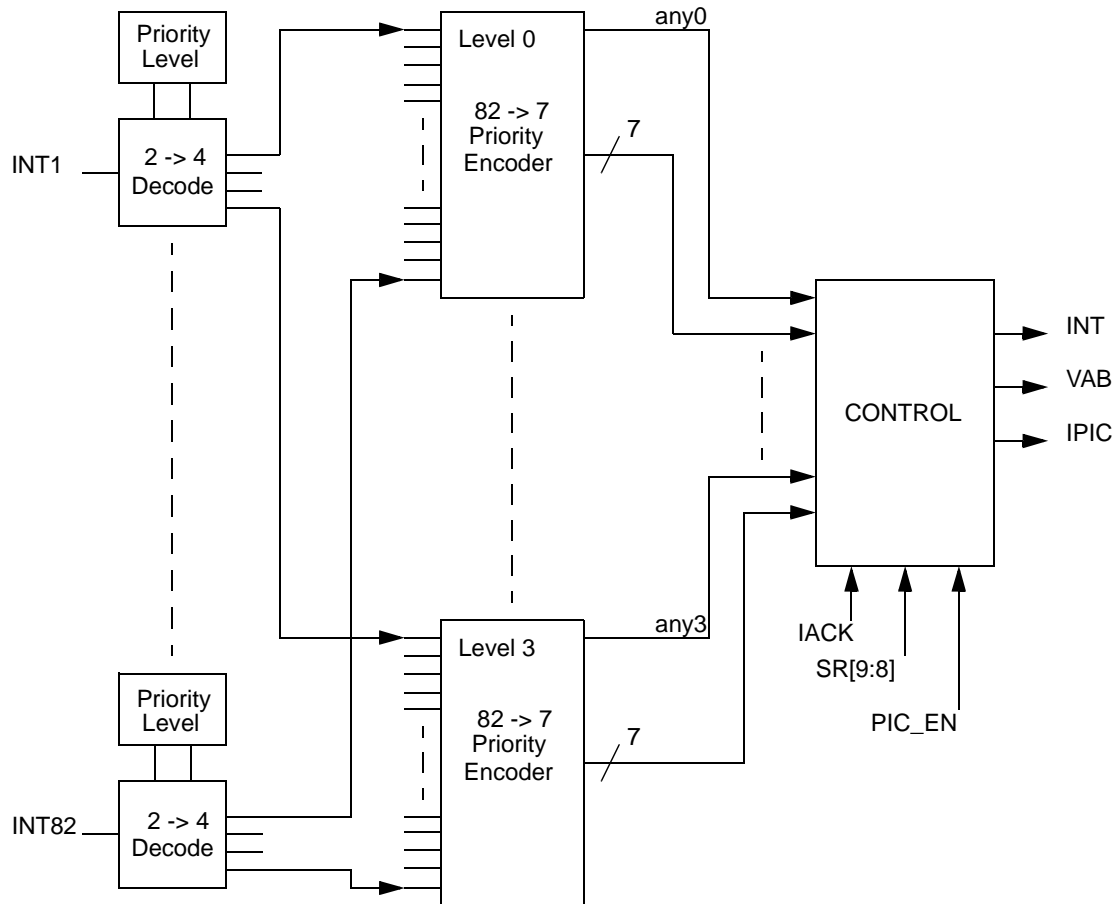 Priority
Level
INT1
2 -> 4
Decode
Level 0
82 -> 7
Priority
Encoder
any0
7
CONTROL
INT
VAB
IPIC
IACK
SR[9:8]
PIC_EN
Priority
Level
INT82
2 -> 4
Decode
Level 3
82 -> 7
Priority
Encoder
any3
7